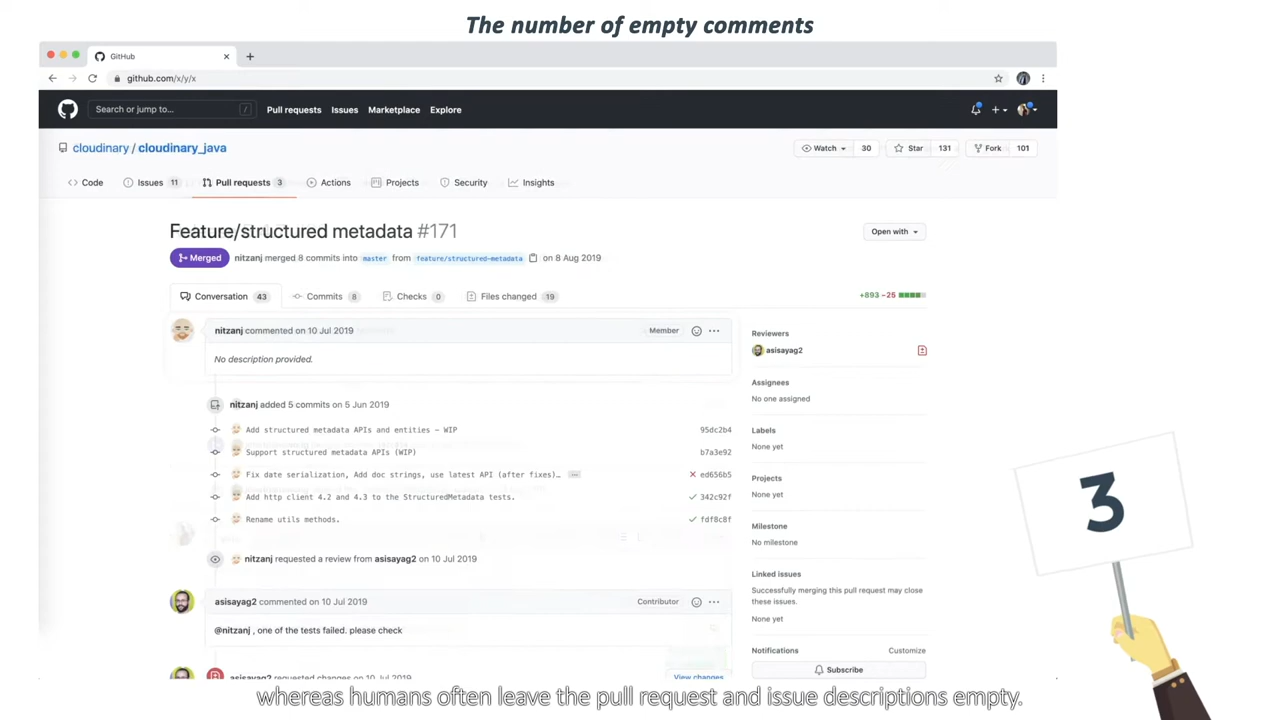 The number of empty comments
GitHub
github.com/x/y/x
Search or jump to... /
Pull requests Issues Marketplace Explore
cloudinary / cloudinary_java
Watch 30 Star 131 Fork 101
Code Issues 11 Pull requests 3 Actions Projects Security Insights
Feature/structured metadata #171
Open with
Merged nitzanj merged 8 commits into master from feature/structured-metadata on 8 Aug 2019
Conversation 43 Commits 8 Checks 0 Files changed 19
+893 −25
nitzanj commented on 10 Jul 2019 Member
No description provided.
nitzanj added 5 commits on 5 Jun 2019
Add structured metadata APIs and entities - WIP 95dc2b4
Support structured metadata APIs (WIP) b7a3e92
Fix date serialization, Add doc strings, use latest API (after fixes)… ed656b5
Add http client 4.2 and 4.3 to the StructuredMetadata tests. 342c92f
Rename utils methods. fdf8c8f
nitzanj requested a review from asisayag2 on 10 Jul 2019
asisayag2 commented on 10 Jul 2019 Contributor
@nitzanj , one of the tests failed. please check
asisayag2 requested changes on 10 Jul 2019 View changes
Reviewers
asisayag2
Assignees
No one assigned
Labels
None yet
Projects
None yet
Milestone
No milestone
Linked issues
Successfully merging this pull request may close
these issues.
None yet
Notifications Customize
Subscribe
3
whereas humans often leave the pull request and issue descriptions empty.